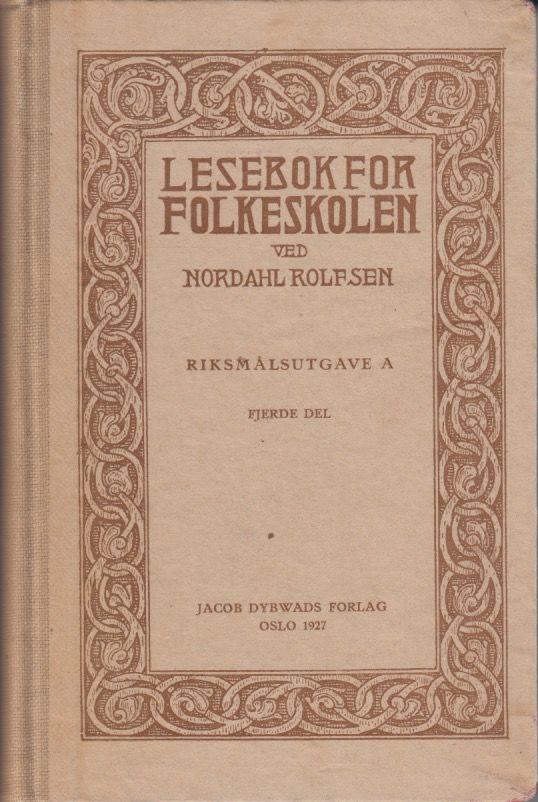 LESEBOK FOR
FOLKESKOLEN
VED
NORDAHL ROLFSEN
RIKSMÅLSUTGAVE A
FJERDE DEL
JACOB DYBWADS FORLAG
OSLO 1927